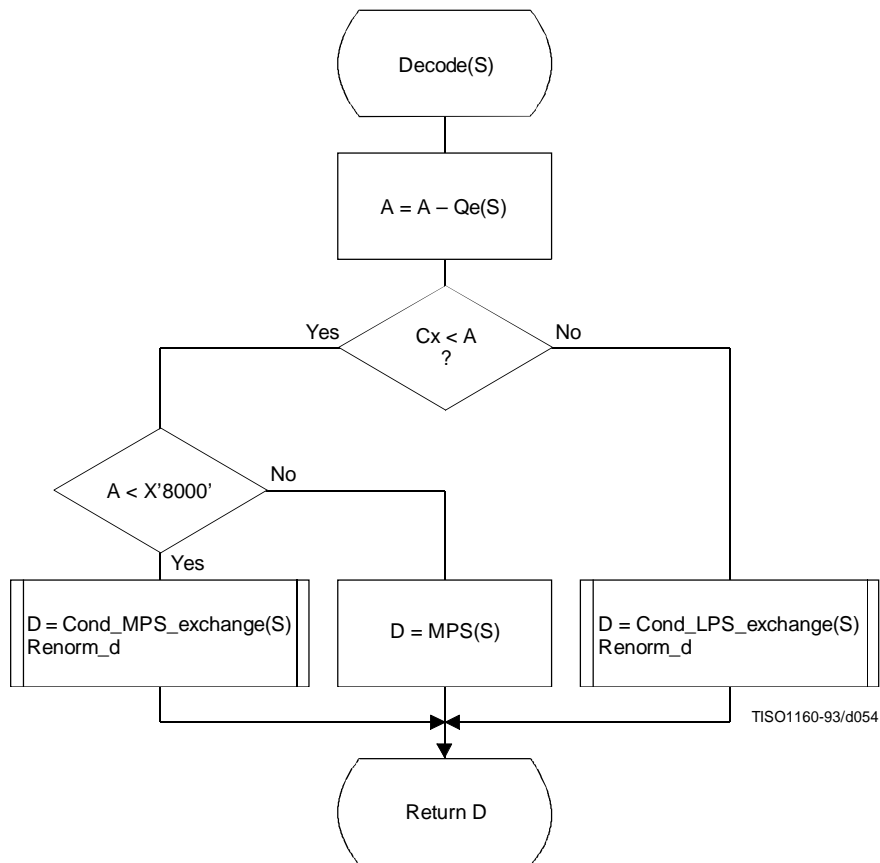 Decode(S)
A = A – Qe(S)
Yes
Cx < A
?
No
A < X’8000’
No
Yes
D = Cond_MPS_exchange(S)
Renorm_d
D = MPS(S)
D = Cond_LPS_exchange(S)
Renorm_d
TISO1160-93/d054
Return D